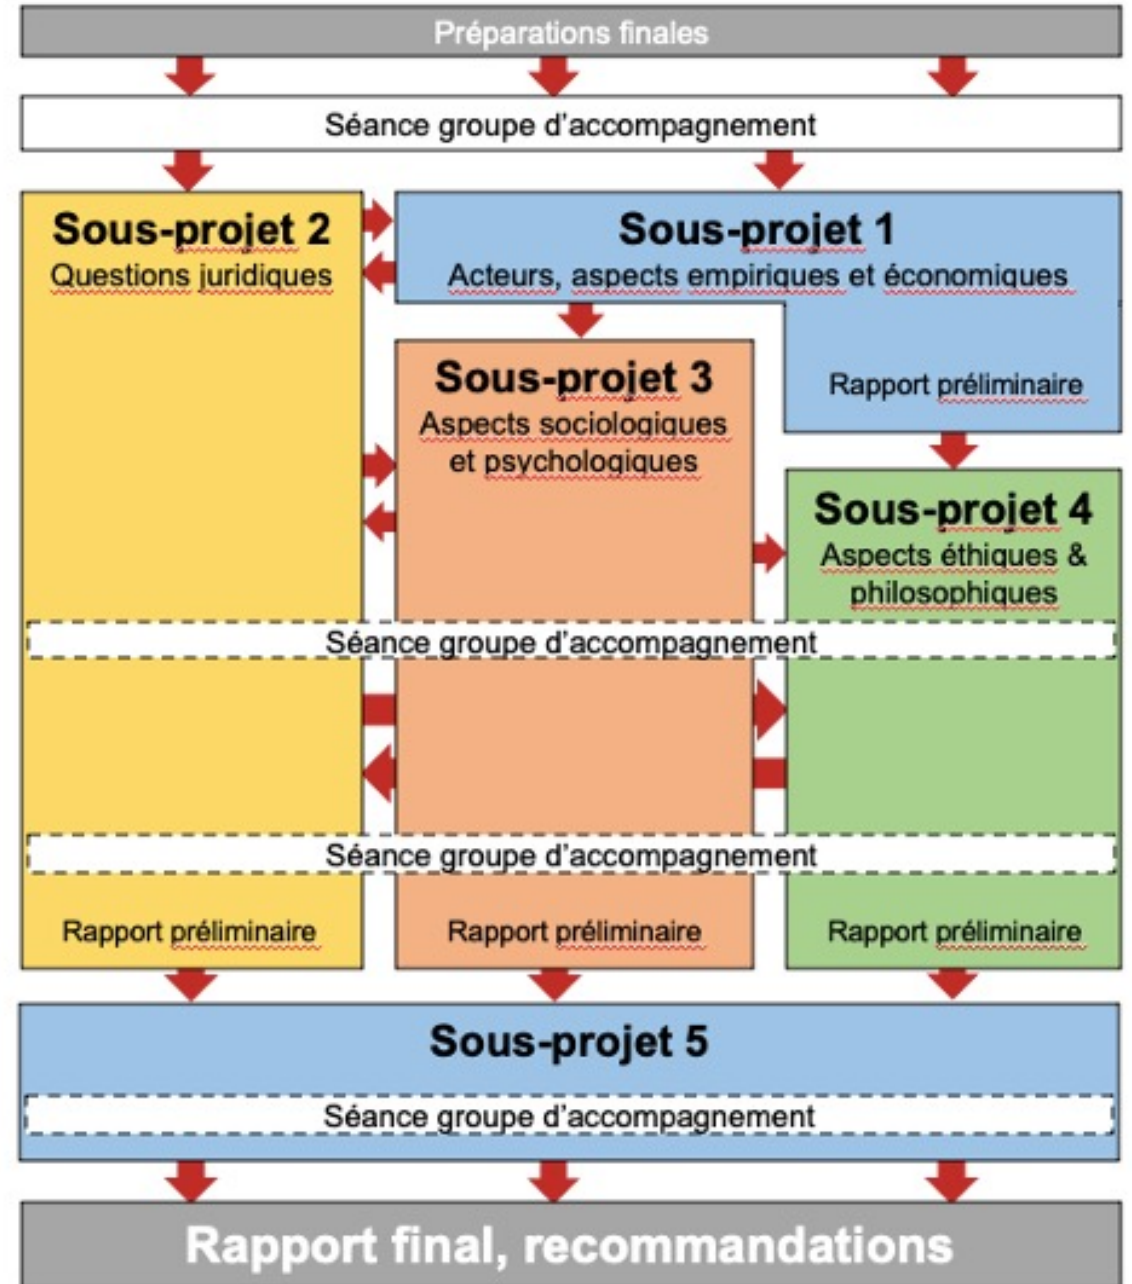 Préparations finales
Séance groupe d'accompagnement
Sous-projet 2
Questions juridiques
Sous-projet 1
Acteurs, aspects empiriques et économiques
Rapport préliminaire
Sous-projet 3
Aspects sociologiques
et psychologiques
Sous-projet 4
Aspects éthiques &
philosophiques
Séance groupe d'accompagnement
Séance groupe d'accompagnement
Rapport préliminaire
Rapport préliminaire
Rapport préliminaire
Sous-projet 5
Séance groupe d'accompagnement
Rapport final, recommandations